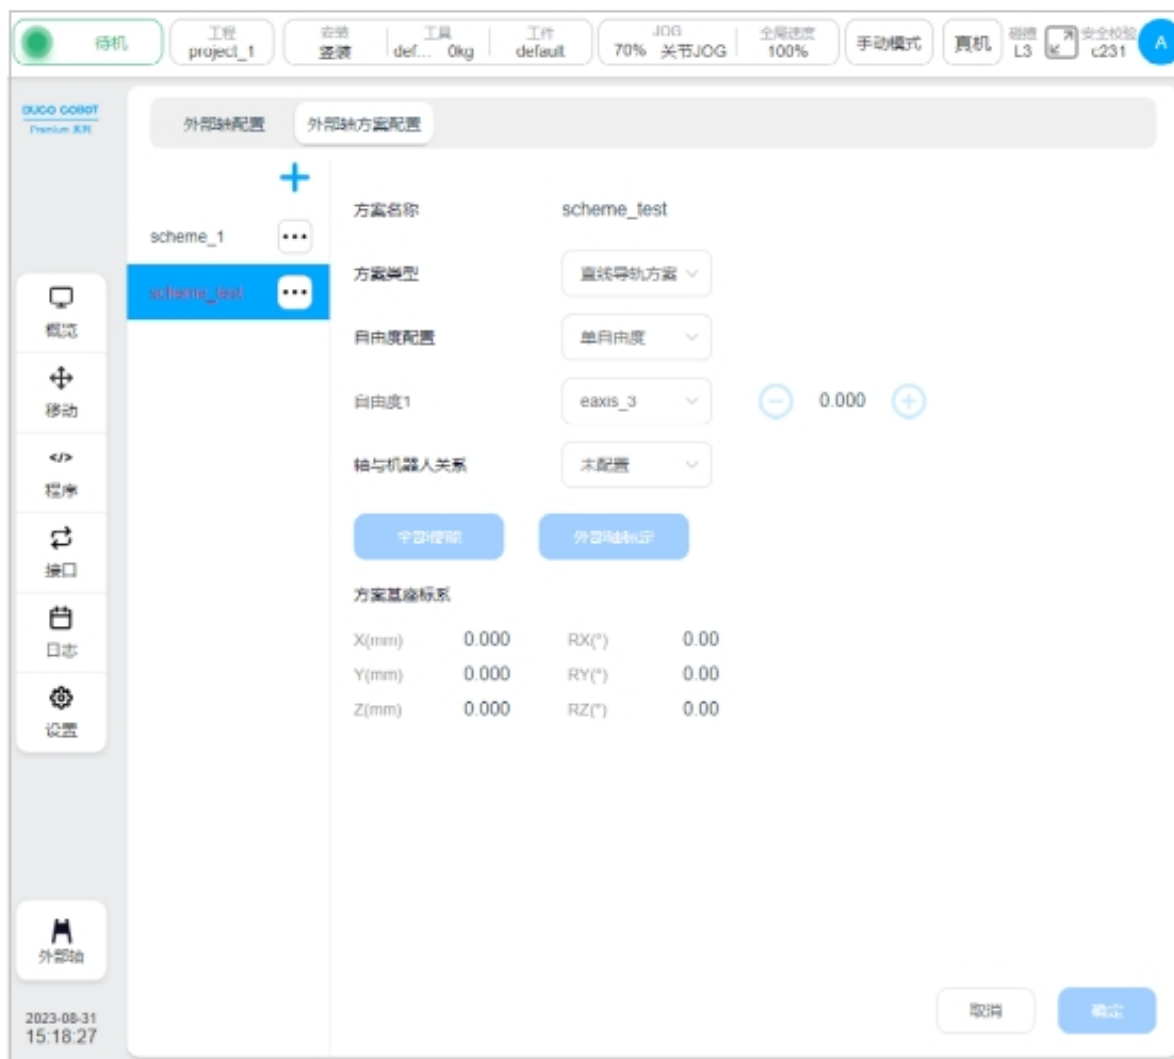 待机
工程
project_1
安装
竖装
工具
def... 0kg
工件
default
JOG
70% 关节JOG
全局速度
100%
手动模式
真机
碰撞
L3
安全校验
c231
A
DUCO COBOT
Premium 系列
外部轴配置 外部轴方案配置
scheme_1
scheme_test
方案名称 scheme_test
方案类型 直线导轨方案
自由度配置 单自由度
自由度1 eaxis_3 0.000
轴与机器人关系 未配置
全部使能 外部轴标定
方案基座标系
X(mm) 0.000 RX(°) 0.00
Y(mm) 0.000 RY(°) 0.00
Z(mm) 0.000 RZ(°) 0.00
概览
移动
程序
接口
日志
设置
外部轴
2023-08-31
15:18:27
取消 确定